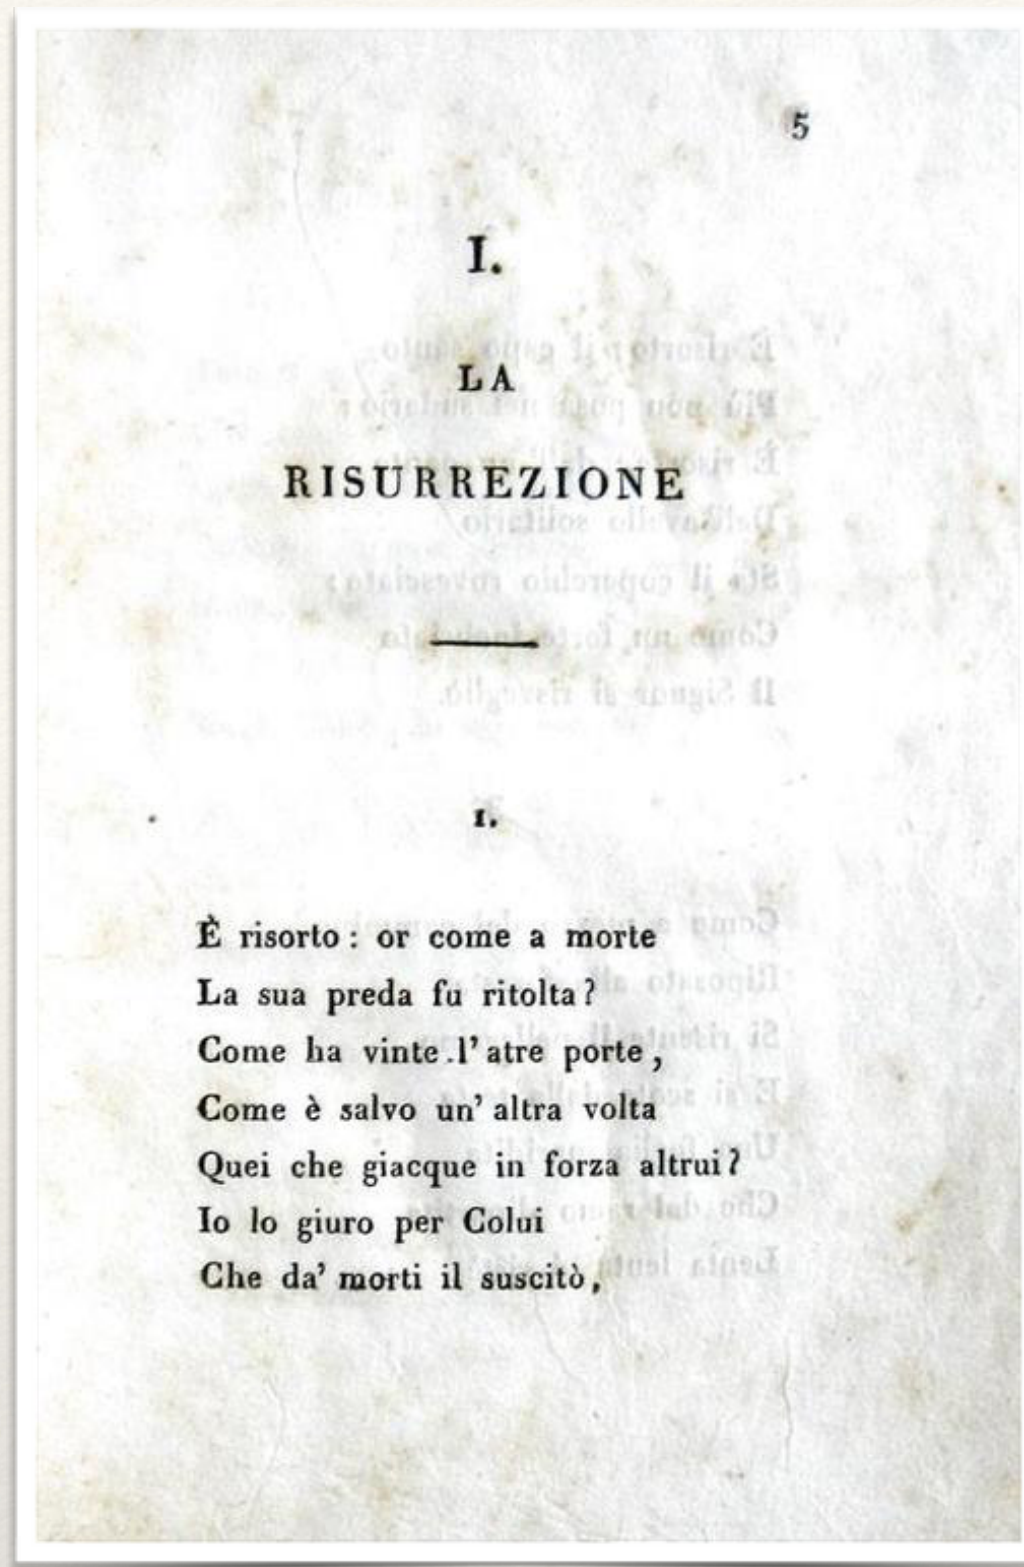 5
I.
LA
RISURREZIONE
1.
È risorto : or come a morte
La sua preda fu ritolta ?
Come ha vinte .l' atre porte ,
Come è salvo un' altra volta
Quei che giacque in forza altrui ?
Io lo giuro per Colui
Che da' morti il suscitò ,